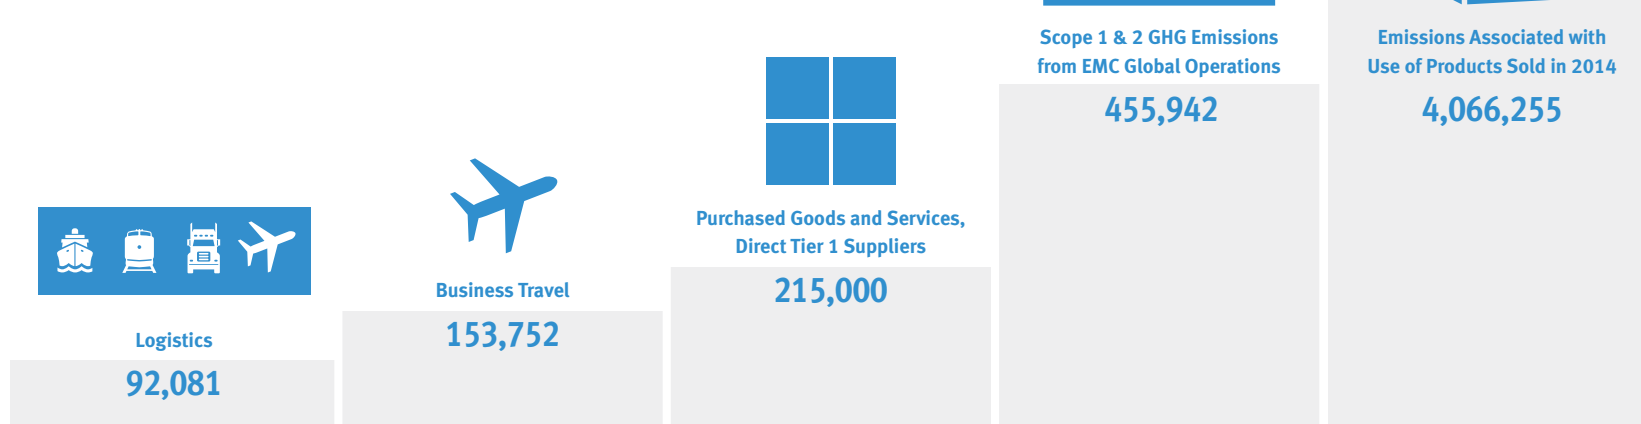 Logistics
92,081
Business Travel
153,752
Purchased Goods and Services,
Direct Tier 1 Suppliers
215,000
Scope 1 & 2 GHG Emissions
from EMC Global Operations
455,942
Emissions Associated with
Use of Products Sold in 2014
4,066,255